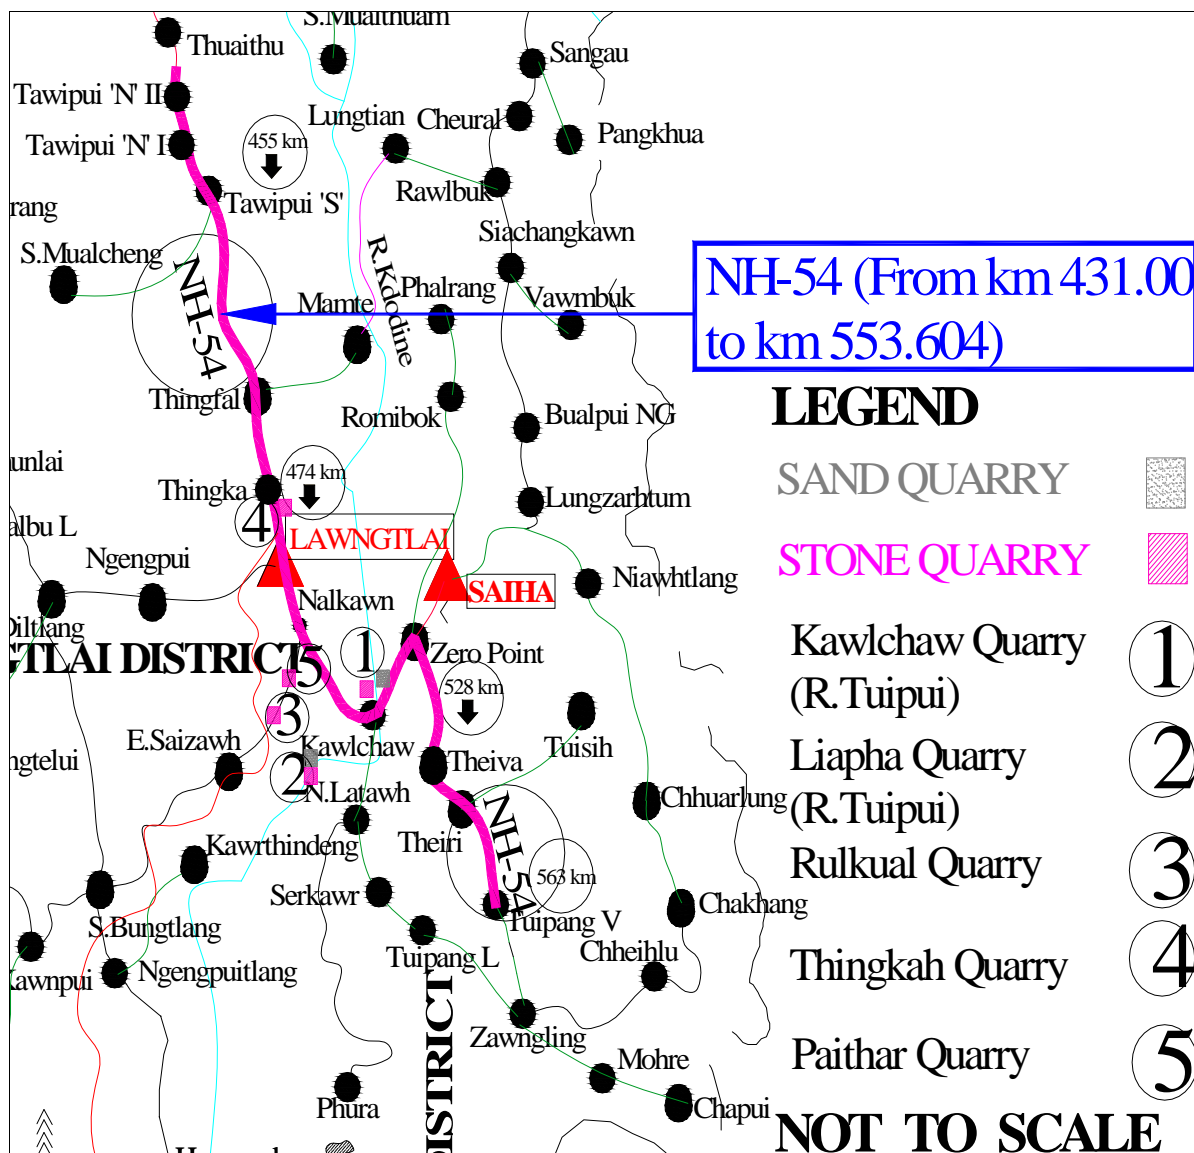 S.Mualthuam
Thuaithu
Sangau
Tawipui 'N' II
Lungtian
Cheural
Pangkhua
Tawipui 'N' I
455 km
Rawlbuk
Tawipui 'S'
rang
Siachangkawn
S.Mualcheng
NH-54
R.Kdodine
Phalrang
Mamte
Vawmbuk
NH-54 (From km 431.00
to km 553.604)
Thingfal
Romibok
Bualpui NG
LEGEND
unlai
474 km
SAND QUARRY
Thingka
Lungzarhtum
4
albu L
LAWNGTLAI
STONE QUARRY
Ngengpui
SAIHA
Niawhtlang
Nalkawn
Diltlang
GTLAI DISTRICT
5
1
Zero Point
Kawlchaw Quarry
(R.Tuipui)
1
528 km
3
E.Saizawh
Kawlchaw
Tuisih
ngtelui
Theiva
Liapha Quarry
(R.Tuipui)
2
2
N.Latawh
Chhuarlung
NH-54
Theiri
Kawrthindeng
Rulkual Quarry
3
563 km
Serkawr
Chakhang
S.Bungtlang
Tuipang V
Tuipang L
Chheihlu
Thingkah Quarry
4
Kawnpui
Ngengpuitlang
DISTRICT
Zawngling
Mohre
Paithar Quarry
5
Phura
Chapui
NOT TO SCALE